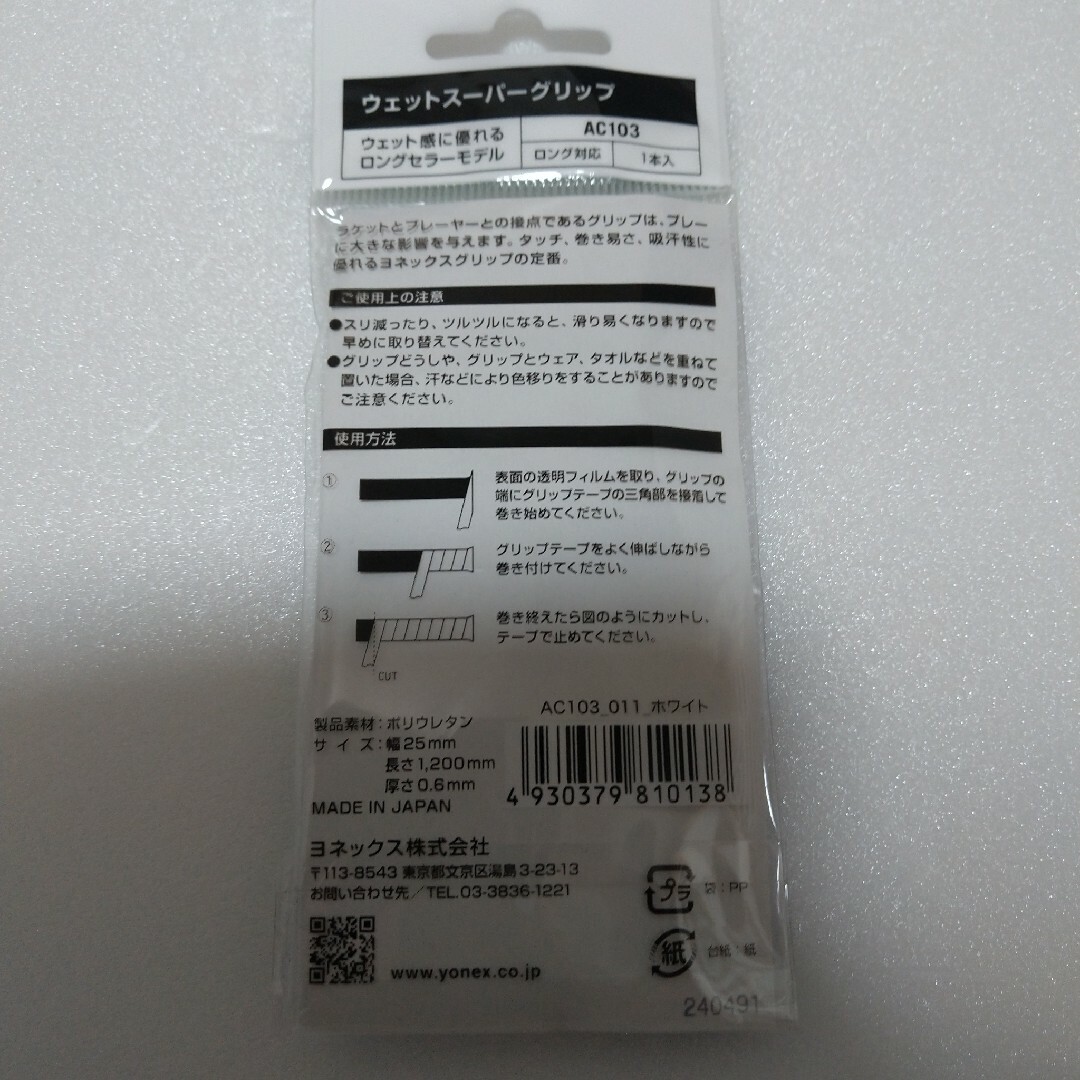 ウェットスーパーグリップ
ウェット感に優れる
ロングセラーモデル
AC103
ロング対応
1本入
ラケットとプレーヤーとの接点であるグリップは、プレー
に大きな影響を与えます。タッチ、巻き易さ、吸汗性に
優れるヨネックスグリップの定番。
ご使用上の注意
●スリ減ったり、ツルツルになると、滑り易くなりますので
早めに取り替えてください。
●グリップどうしや、グリップとウェア、タオルなどを重ねて
置いた場合、汗などにより色移りをすることがありますので
ご注意ください。
使用方法
①
表面の透明フィルムを取り、グリップの
端にグリップテープの三角部を接着して
巻き始めてください。
②
グリップテープをよく伸ばしながら
巻き付けてください。
③
巻き終えたら図のようにカットし、
テープで止めてください。
CUT
AC103_011_ホワイト
製品素材：ポリウレタン
サイズ：幅25mm
長さ1,200mm
厚さ0.6mm
MADE IN JAPAN
4 930379 810138
ヨネックス株式会社
〒113-8543 東京都文京区湯島3-23-13
お問い合わせ先／TEL.03-3836-1221
プラ
袋：PP
紙
台紙：紙
www.yonex.co.jp
240491